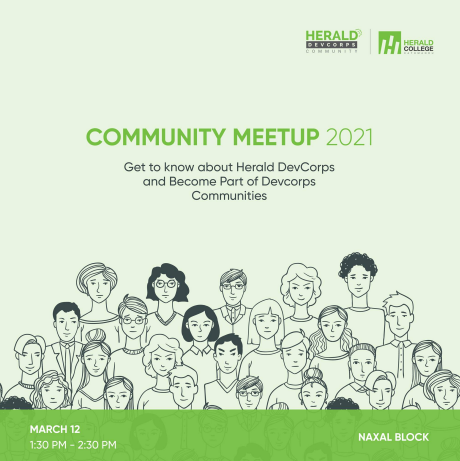 HERALD
DEVCORPS
COMMUNITY
HERALD
COLLEGE
COMMUNITY MEETUP 2021
Get to know about Herald DevCorps
and Become Part of Devcorps
Communities
MARCH 12
1:30 PM - 2:30 PM
NAXAL BLOCK